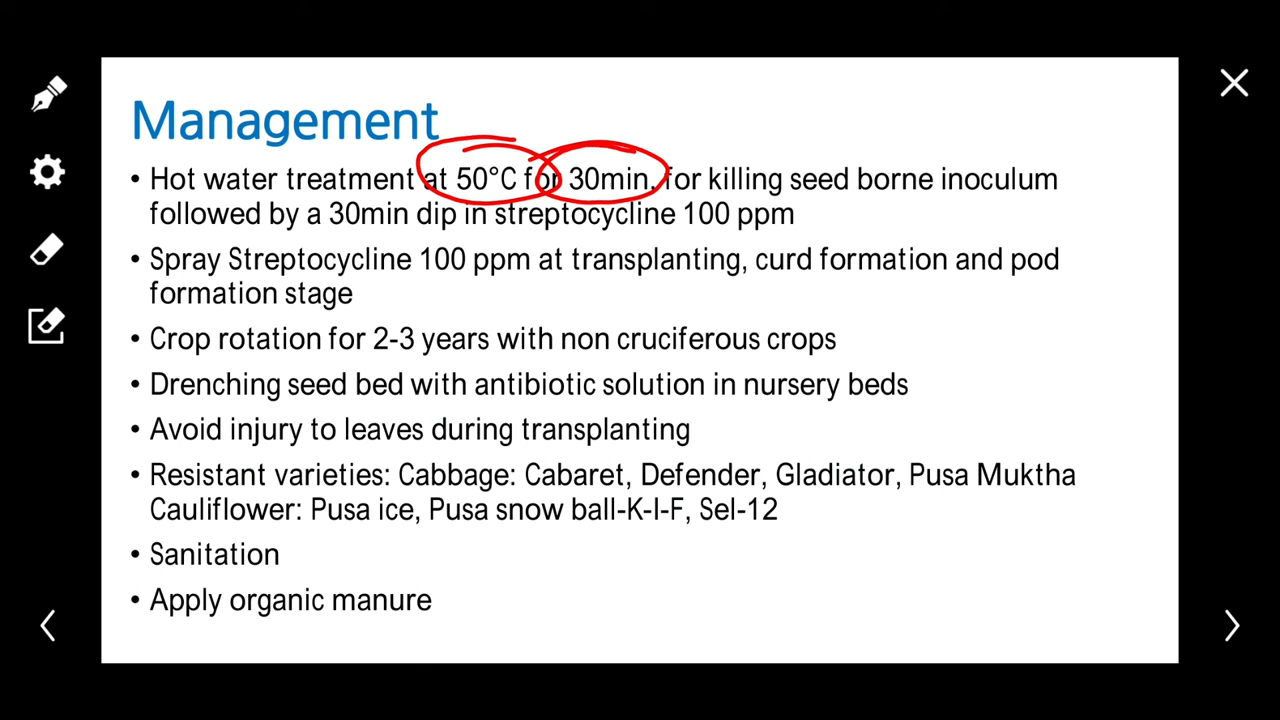 Management
• Hot water treatment at 50°C for 30min. for killing seed borne inoculum
followed by a 30min dip in streptocycline 100 ppm
• Spray Streptocycline 100 ppm at transplanting, curd formation and pod
formation stage
• Crop rotation for 2-3 years with non cruciferous crops
• Drenching seed bed with antibiotic solution in nursery beds
• Avoid injury to leaves during transplanting
• Resistant varieties: Cabbage: Cabaret, Defender, Gladiator, Pusa Muktha
Cauliflower: Pusa ice, Pusa snow ball-K-I-F, Sel-12
• Sanitation
• Apply organic manure